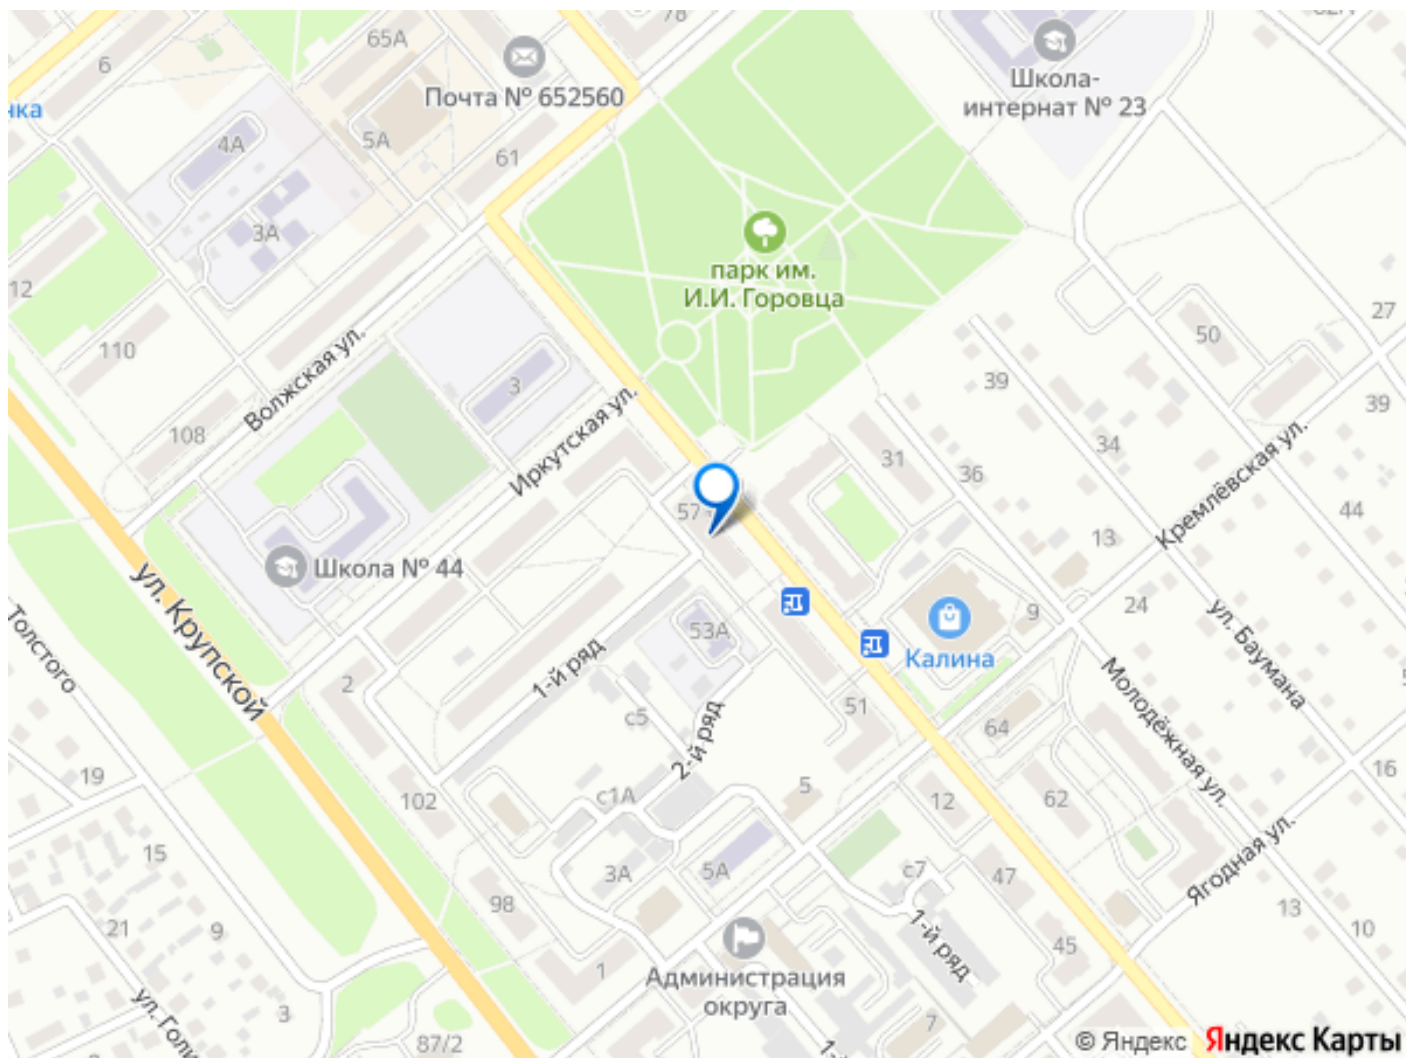 78
65А
6
Почта № 652560
нка
Школа-
интернат № 23
4А
5А
61
3А
парк им.
И.И. Горовца
12
27
110
50
Волжская ул.
3
39
39
Иркутская ул.
108
34
31
36
Кремлёвская ул.
57
44
13
Школа № 44
ул. Крупской
Толстого
24
9
53А
ул. Баумана
1-й ряд
Калина
2
51
Молодёжная ул.
с5
2-й ряд
64
19
16
102
с1А
5
12
62
15
Ягодная ул.
3А
5А
с7
47
98
21
9
13
10
1-й ряд
45
Администрация
округа
1
ул. Голи
3
7
87/2
1-й
© Яндекс Яндекс Карты